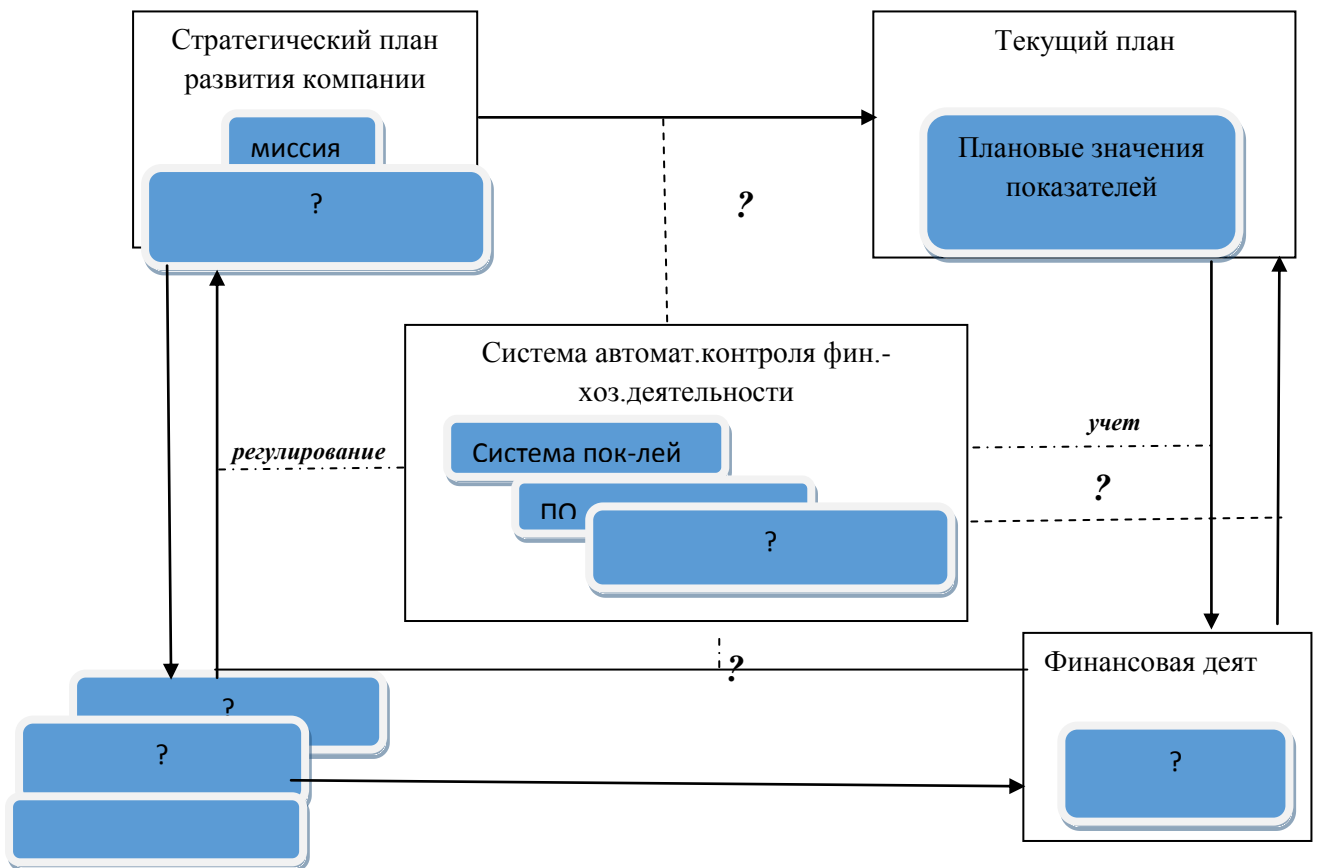 Стратегический план
развития компании
миссия
?
Текущий план
Плановые значения
показателей
?
Система автомат.контроля фин.-
хоз.деятельности
Система пок-лей
ПО
?
регулирование
учет
?
?
Финансовая деят
?
?
?